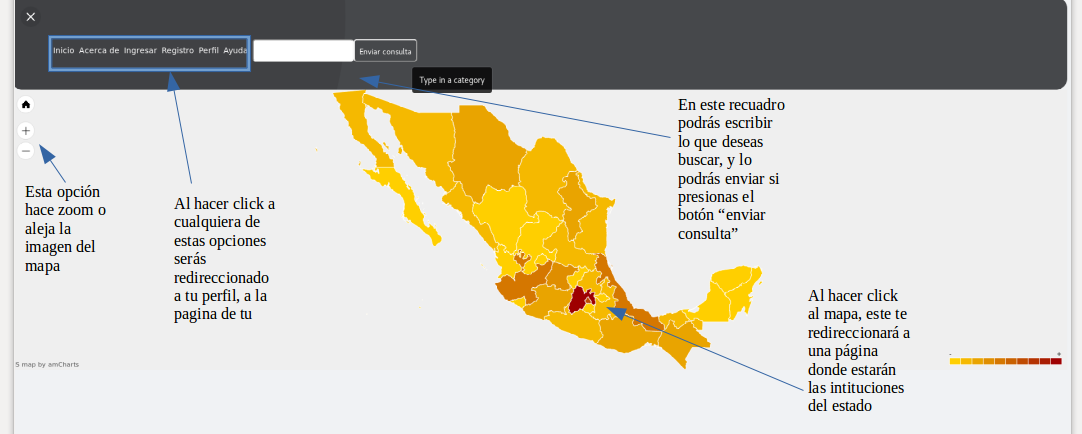 Inicio Acerca de Ingresar Registro Perfil Ayuda
Enviar consulta
Type in a category
En este recuadro
podrás escribir
lo que deseas
buscar, y lo
podrás enviar si
presionas el
botón “enviar
consulta”
Esta opción
hace zoom o
aleja la
imagen del
mapa
Al hacer click a
cualquiera de
estas opciones
serás
redireccionado
a tu perfil, a la
pagina de tu
Al hacer click
al mapa, este te
redireccionará a
una página
donde estarán
las intituciones
del estado
5 map by amCharts
- +